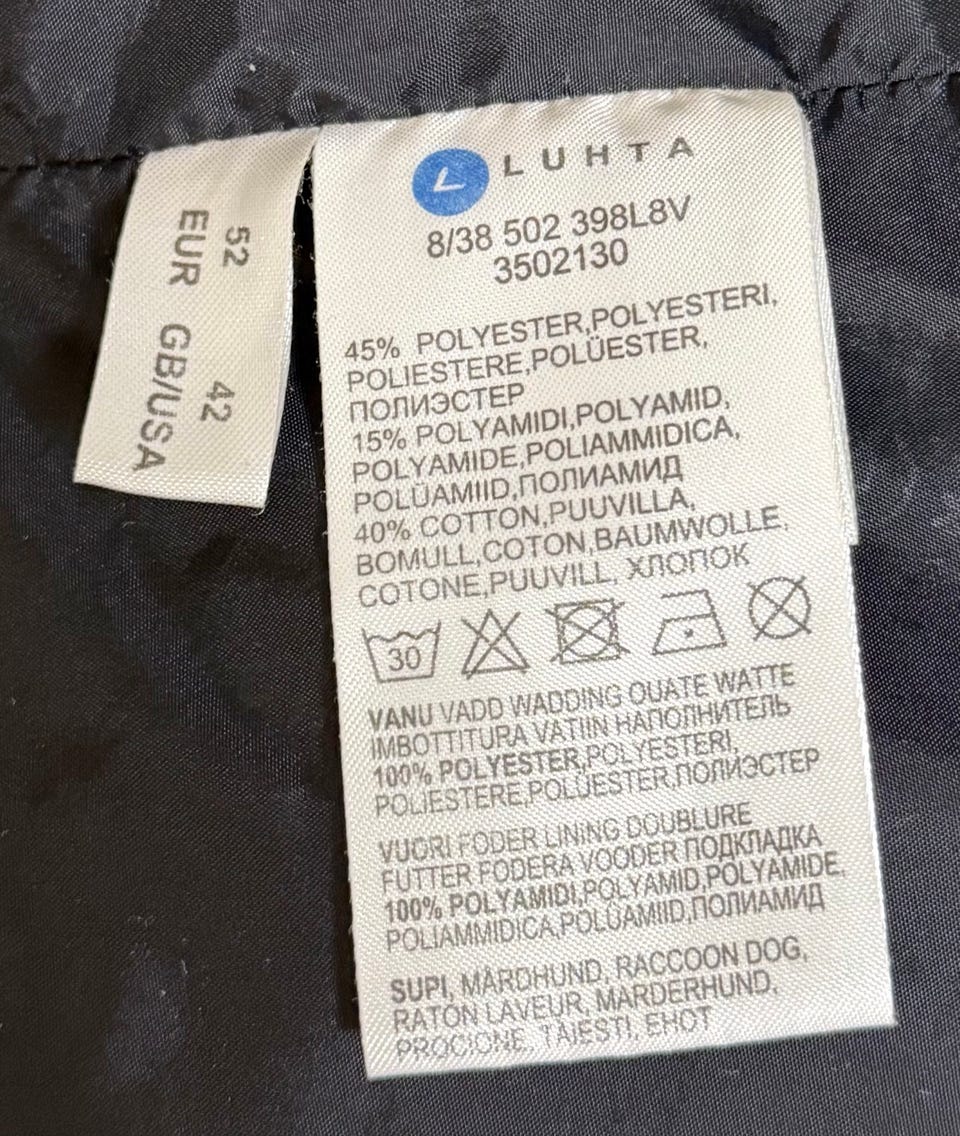 52
EUR
42
GB/USA
L LUHTA
8/38 502 398L8V
3502130
45% POLYESTER,POLYESTERI,
POLIESTERE,POLÜESTER,
ПОЛИЭСТЕР
15% POLYAMIDI,POLYAMID,
POLYAMIDE,POLIAMMIDICA,
POLÜAMIID,ПОЛИАМИД
40% COTTON,PUUVILLA,
BOMULL,COTON,BAUMWOLLE,
COTONE,PUUVILL, ХЛОПОК
30
VANU VADD WADDING OUATE WATTE
IMBOTTITURA VATIIN НАПОЛНИТЕЛЬ
100% POLYESTER,POLYESTERI,
POLIESTERE,POLÜESTER,ПОЛИЭСТЕР
VUORI FODER LINING DOUBLURE
FUTTER FODERA VOODER ПОДКЛАДКА
100% POLYAMIDI,POLYAMID,POLYAMIDE,
POLIAMMIDICA,POLÜAMIID,ПОЛИАМИД
SUPI, MÅRDHUND, RACCOON DOG,
RATON LAVEUR, MARDERHUND,
PROCIONE, TAIESTI, ЕНОТ